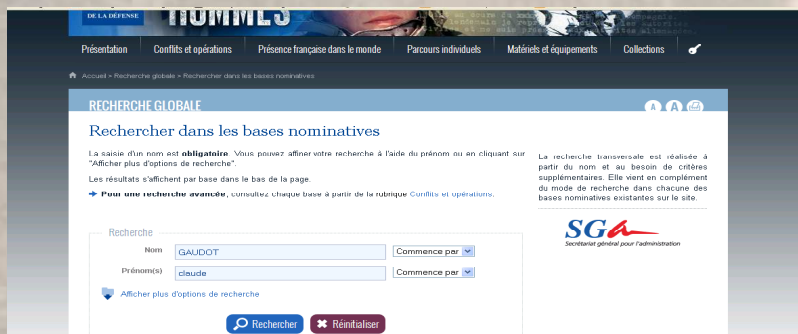 DE LA DÉFENSE
HOMMES
Présentation Conflits et opérations Présence française dans le monde Parcours individuels Matériels et équipements Collections
Accueil > Recherche globale > Rechercher dans les bases nominatives
RECHERCHE GLOBALE
A A
Rechercher dans les bases nominatives
La saisie d'un nom est obligatoire. Vous pouvez affiner votre recherche à l'aide du prénom ou en cliquant sur
"Afficher plus d'options de recherche".
Les résultats s'affichent par base dans le bas de la page.
Pour une recherche avancée, consultez chaque base à partir de la rubrique Conflits et opérations.
La recherche transversale est réalisée à
partir du nom et au besoin de critères
supplémentaires. Elle vient en complément
du mode de recherche dans chacune des
bases nominatives existantes sur le site.
SGA
Secrétariat général pour l'administration
Recherche
Nom GAUDOT Commence par
Prénom(s) claude Commence par
Afficher plus d'options de recherche
Rechercher Réinitialiser